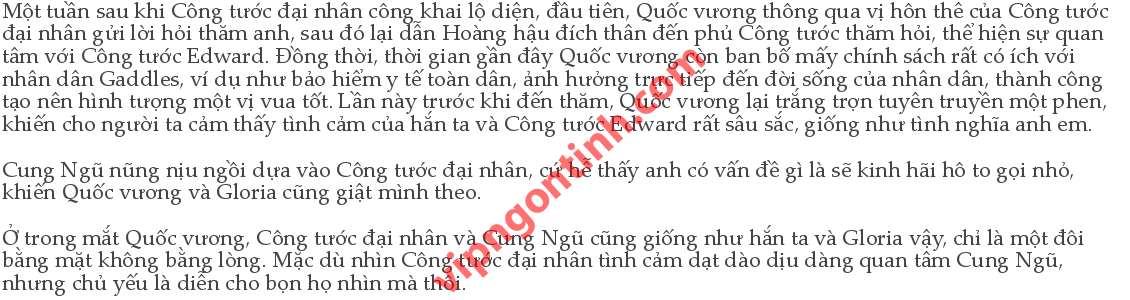 Một tuần sau khi Công tước đại nhân công khai lộ diện, đầu tiên, Quốc vương thông qua vị hôn thê của Công tước
đại nhân gửi lời hỏi thăm anh, sau đó lại dẫn Hoàng hậu đích thân đến phủ Công tước thăm hỏi, thể hiện sự quan
tâm với Công tước Edward. Đồng thời, thời gian gần đây Quốc vương còn ban bố mấy chính sách rất có ích với
nhân dân Gaddles, ví dụ như bảo hiểm y tế toàn dân, ảnh hưởng trực tiếp đến đời sống của nhân dân, thành công
tạo nên hình tượng một vị vua tốt. Lần này trước khi đến thăm, Quốc vương lại trắng trợn tuyên truyền một phen,
khiến cho người ta cảm thấy tình cảm của hắn ta và Công tước Edward rất sâu sắc, giống như tình nghĩa anh em.
Cung Ngũ nũng nịu ngồi dựa vào Công tước đại nhân, cứ hễ thấy anh có vấn đề gì là sẽ kinh hãi hô to gọi nhỏ,
khiến Quốc vương và Gloria cũng giật mình theo.
Ở trong mắt Quốc vương, Công tước đại nhân và Cung Ngũ cũng giống như hắn ta và Gloria vậy, chỉ là một đôi
bằng mặt không bằng lòng. Mặc dù nhìn Công tước đại nhân tình cảm dạt dào dịu dàng quan tâm Cung Ngũ,
nhưng chủ yếu là diễn cho bọn họ nhìn mà thôi.
vipngontinh.com